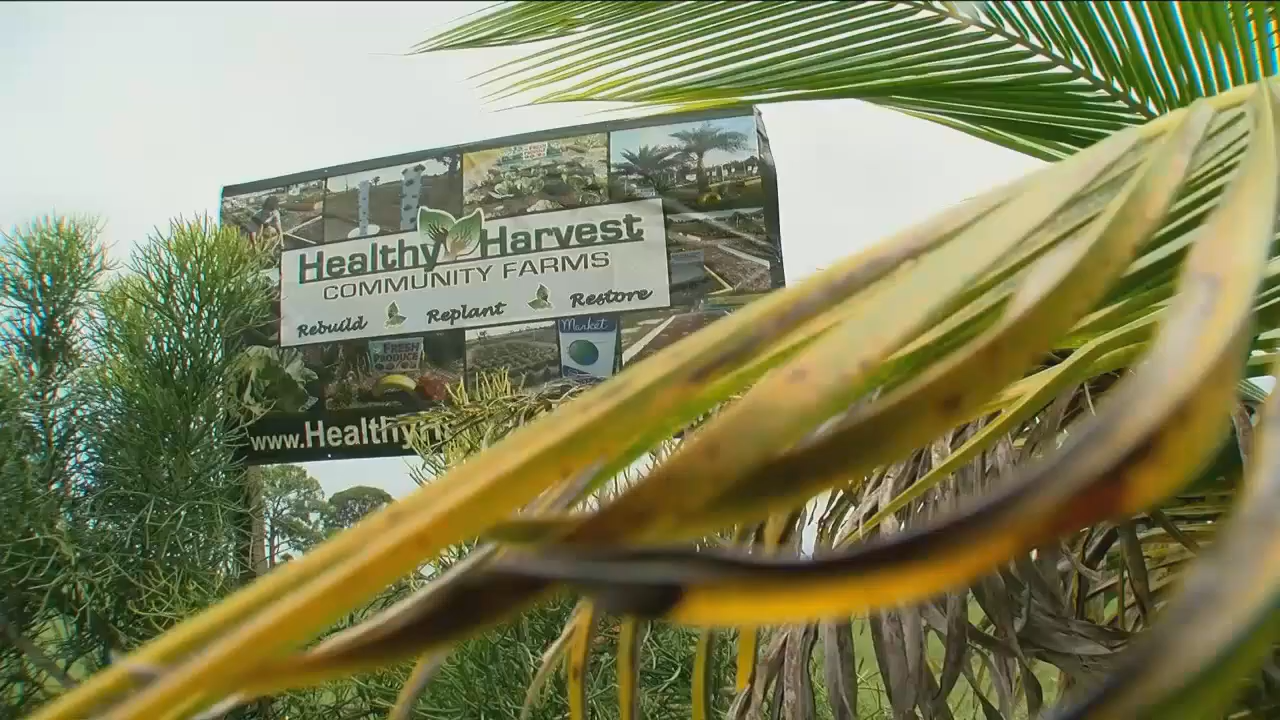 Healthy Harvest
COMMUNITY FARMS
Rebuild Replant Restore
FRESH
PRODUCE
Market
www.Healthy